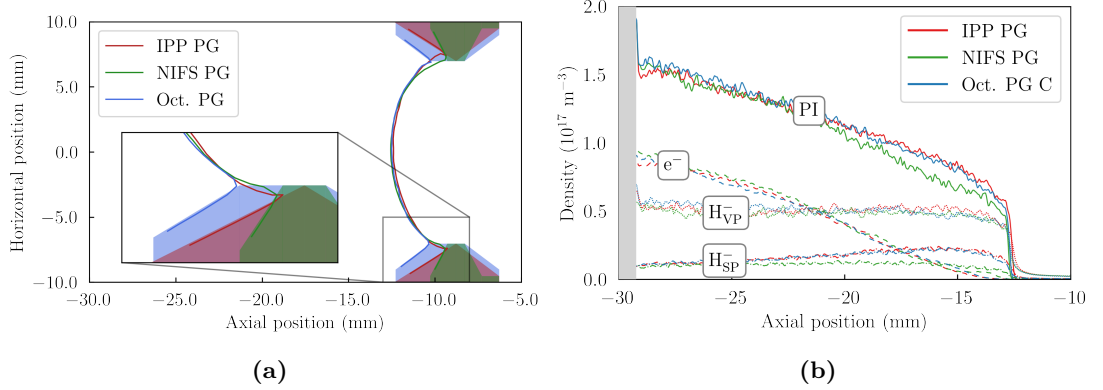 10.0
5.0
0.0
−5.0
−10.0
Horizontal position (mm)
IPP PG
NIFS PG
Oct. PG
−30.0 −25.0 −20.0 −15.0 −10.0 −5.0
Axial position (mm)
(a)
2.0
1.5
1.0
0.5
0.0
Density (10¹⁷ m⁻³)
IPP PG
NIFS PG
Oct. PG C
PI
e⁻
H⁻VP
H⁻SP
−30 −25 −20 −15 −10
Axial position (mm)
(b)